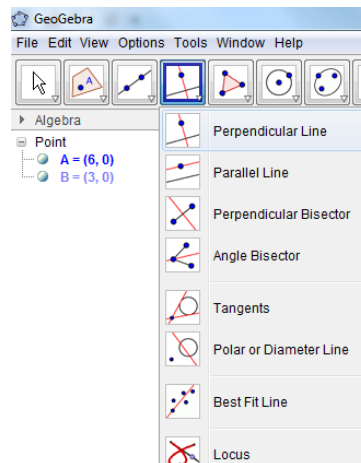 GeoGebra
File Edit View Options Tools Window Help
A
Algebra
Point
A = (6, 0)
B = (3, 0)
Perpendicular Line
Parallel Line
Perpendicular Bisector
Angle Bisector
Tangents
Polar or Diameter Line
Best Fit Line
Locus